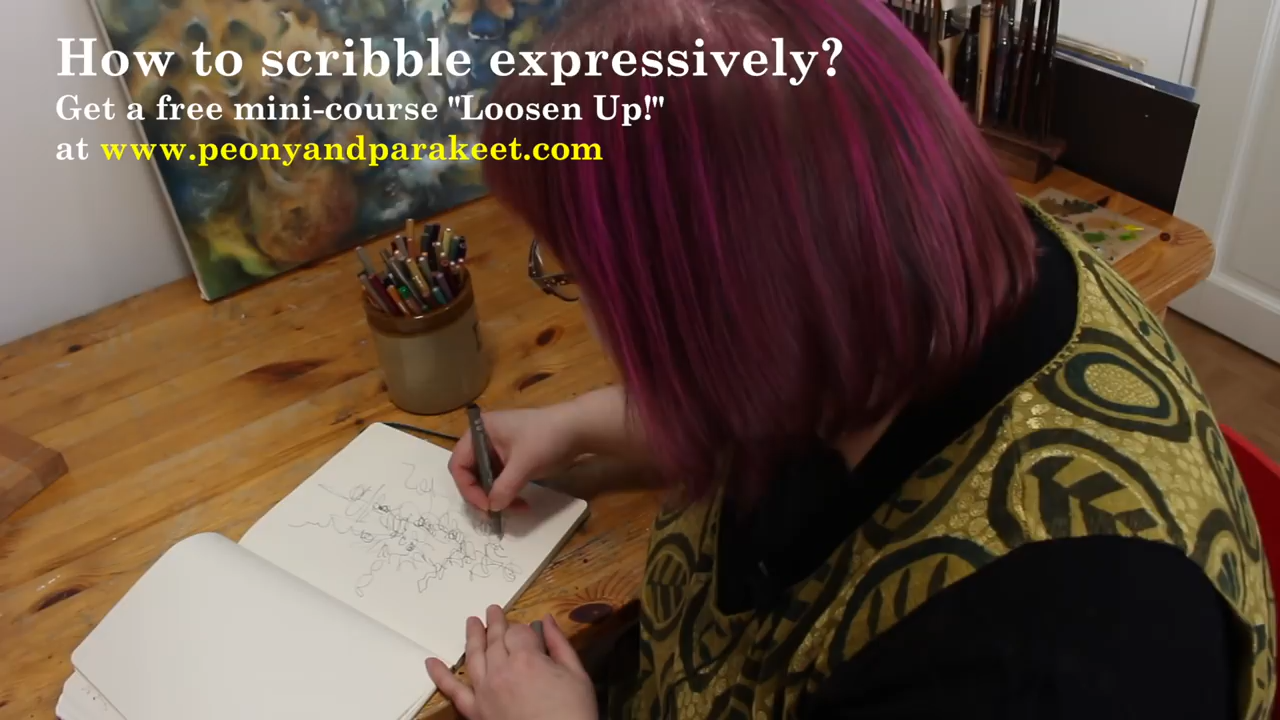 How to scribble expressively?
Get a free mini-course "Loosen Up!"
at www.peonyandparakeet.com